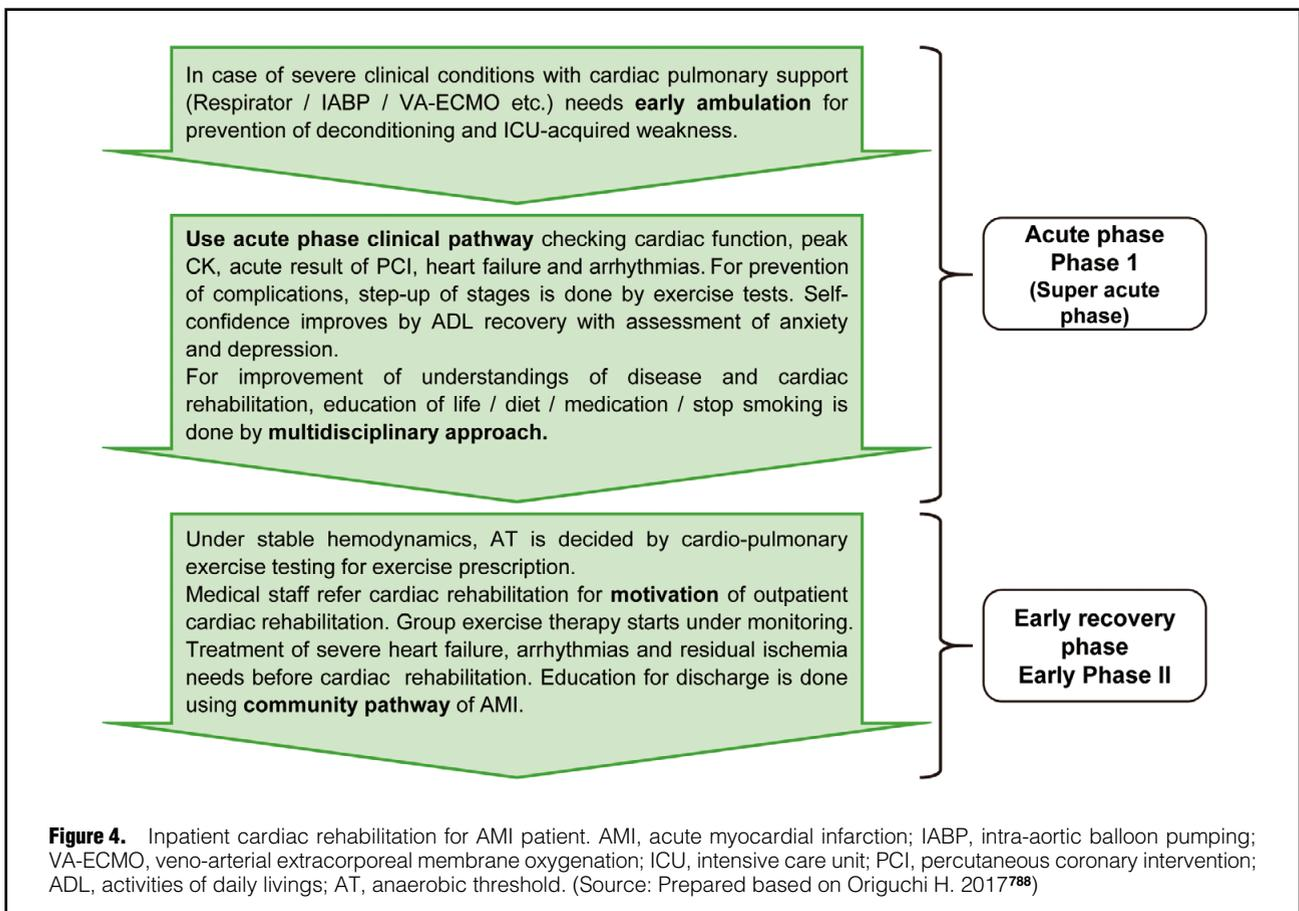 In case of severe clinical conditions with cardiac pulmonary support
(Respirator / IABP / VA-ECMO etc.) needs early ambulation for
prevention of deconditioning and ICU-acquired weakness.
Use acute phase clinical pathway checking cardiac function, peak
CK, acute result of PCI, heart failure and arrhythmias. For prevention
of complications, step-up of stages is done by exercise tests. Self-
confidence improves by ADL recovery with assessment of anxiety
and depression.
For improvement of understandings of disease and cardiac
rehabilitation, education of life / diet / medication / stop smoking is
done by multidisciplinary approach.
Acute phase
Phase 1
(Super acute
phase)
Under stable hemodynamics, AT is decided by cardio-pulmonary
exercise testing for exercise prescription.
Medical staff refer cardiac rehabilitation for motivation of outpatient
cardiac rehabilitation. Group exercise therapy starts under monitoring.
Treatment of severe heart failure, arrhythmias and residual ischemia
needs before cardiac rehabilitation. Education for discharge is done
using community pathway of AMI.
Early recovery
phase
Early Phase II
Figure 4. Inpatient cardiac rehabilitation for AMI patient. AMI, acute myocardial infarction; IABP, intra-aortic balloon pumping;
VA-ECMO, veno-arterial extracorporeal membrane oxygenation; ICU, intensive care unit; PCI, percutaneous coronary intervention;
ADL, activities of daily livings; AT, anaerobic threshold. (Source: Prepared based on Origuchi H. 2017788)